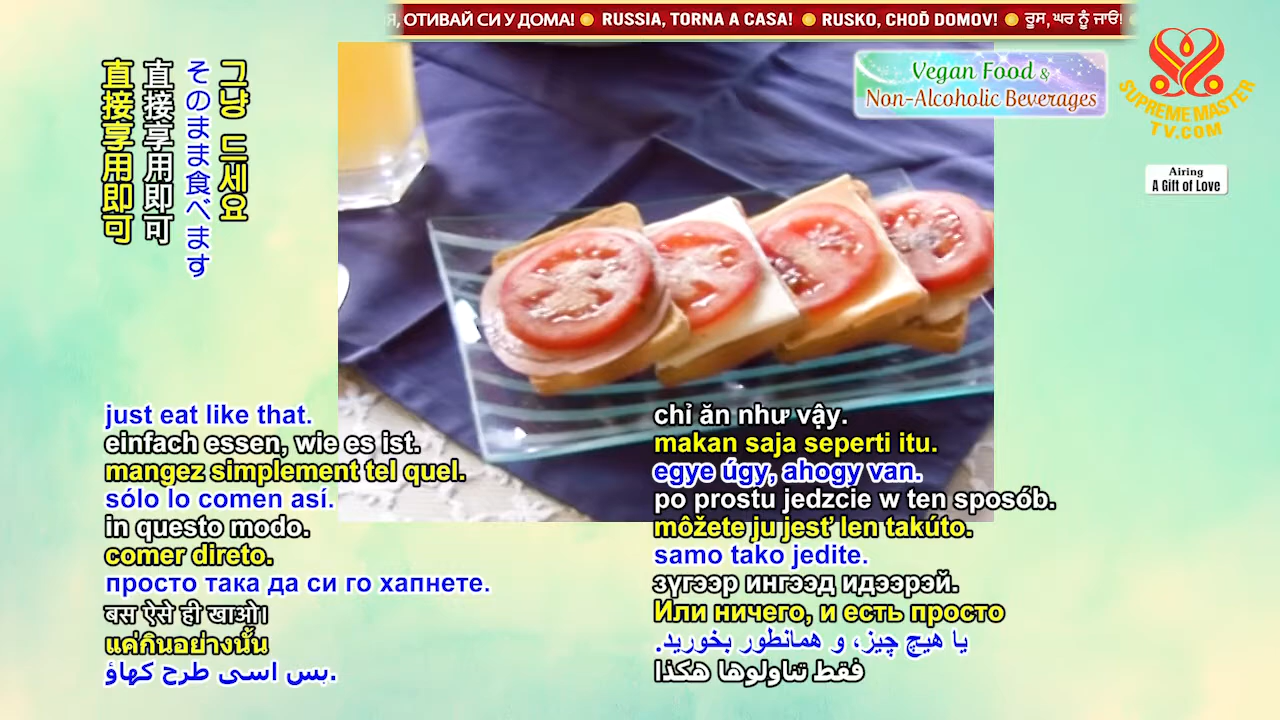 ОТИВАЙ СИ У ДОМА! RUSSIA, TORNA A CASA! RUSKO, CHOĎ DOMOV! ਰੂਸ, ਘਰ ਨੂੰ ਜਾਓ!
Vegan Food &
Non-Alcoholic Beverages
SUPREME MASTER
TV.COM
Airing
A Gift of Love
直接享用即可
直接享用即可
そのまま食べます
그냥 드세요
just eat like that.
einfach essen, wie es ist.
mangez simplement tel quel.
sólo lo comen así.
in questo modo.
comer direto.
просто така да си го хапнете.
बस ऐसे ही खाओ।
แค่กินอย่างนั้น
بس اسی طرح کھاؤ.
chỉ ăn như vậy.
makan saja seperti itu.
egye úgy, ahogy van.
po prostu jedzcie w ten sposób.
môžete ju jesť len takúto.
samo tako jedite.
зүгээр ингээд идээрэй.
Или ничего, и есть просто
یا هیچ چیز، و همانطور بخورید.
فقط تناولوها هكذا